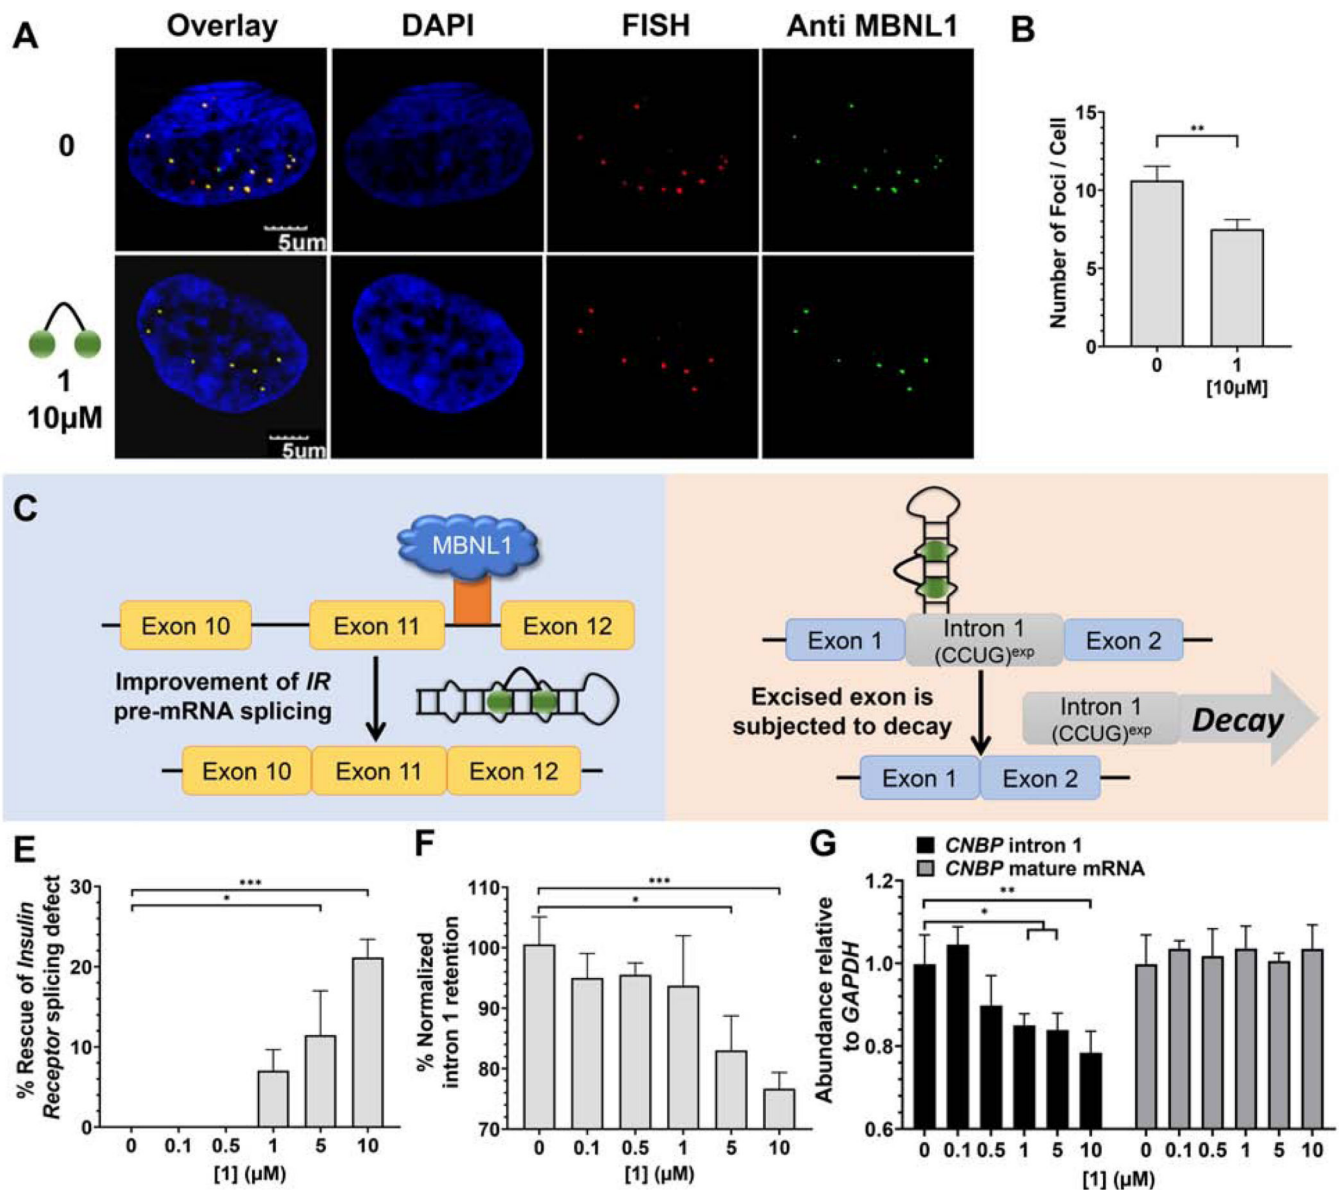 A
Overlay
DAPI
FISH
Anti MBNL1
0
5um
1
10μM
5um
B
Number of Foci / Cell
15
10
5
0
**
0
1
[10μM]
C
MBNL1
Exon 10
Exon 11
Exon 12
Improvement of IR
pre-mRNA splicing
Exon 10
Exon 11
Exon 12
Exon 1
Intron 1
(CCUG)exp
Exon 2
Excised exon is
subjected to decay
Intron 1
(CCUG)exp
Decay
Exon 1
Exon 2
E
% Rescue of Insulin
Receptor splicing defect
30
20
10
0
***
*
0 0.1 0.5 1 5 10
[1] (μM)
F
% Normalized
intron 1 retention
110
100
90
80
70
***
*
0 0.1 0.5 1 5 10
[1] (μM)
G
CNBP intron 1
CNBP mature mRNA
Abundance relative
to GAPDH
1.2
1.0
0.8
0.6
**
*
0 0.1 0.5 1 5 10
0 0.1 0.5 1 5 10
[1] (μM)